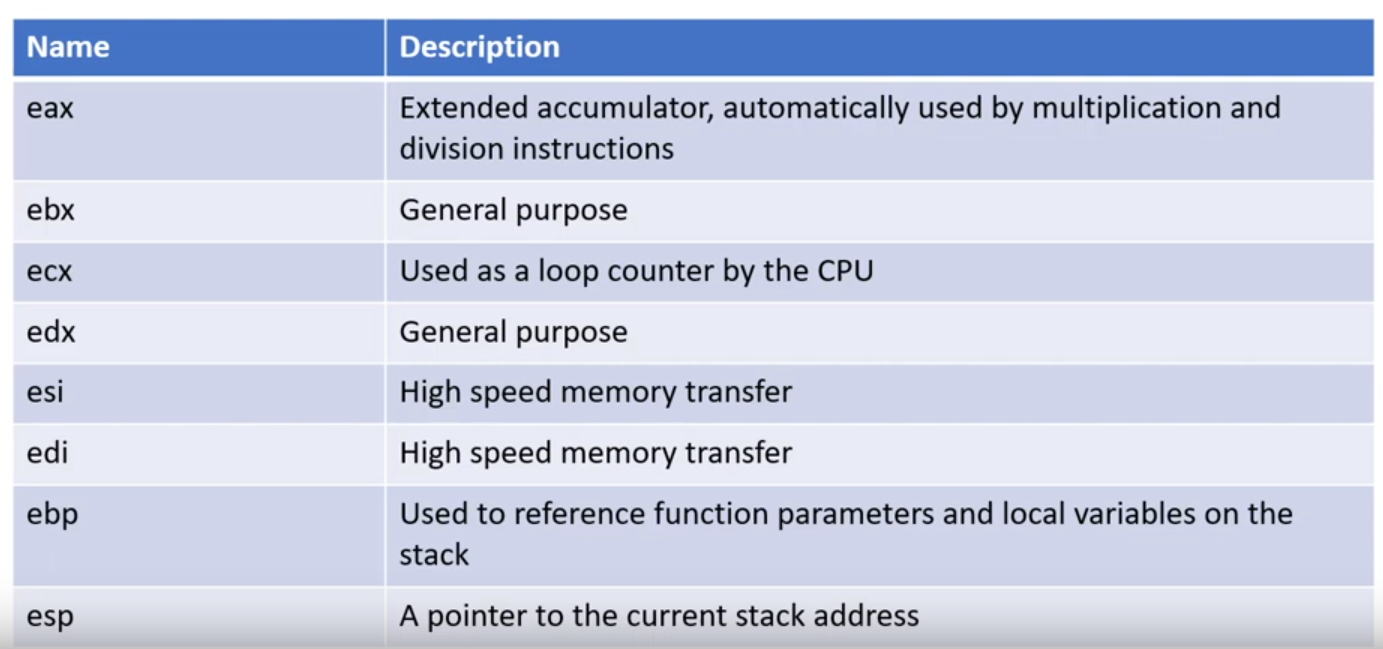 Name Description
eax Extended accumulator, automatically used by multiplication and
division instructions
ebx General purpose
ecx Used as a loop counter by the CPU
edx General purpose
esi High speed memory transfer
edi High speed memory transfer
ebp Used to reference function parameters and local variables on the
stack
esp A pointer to the current stack address